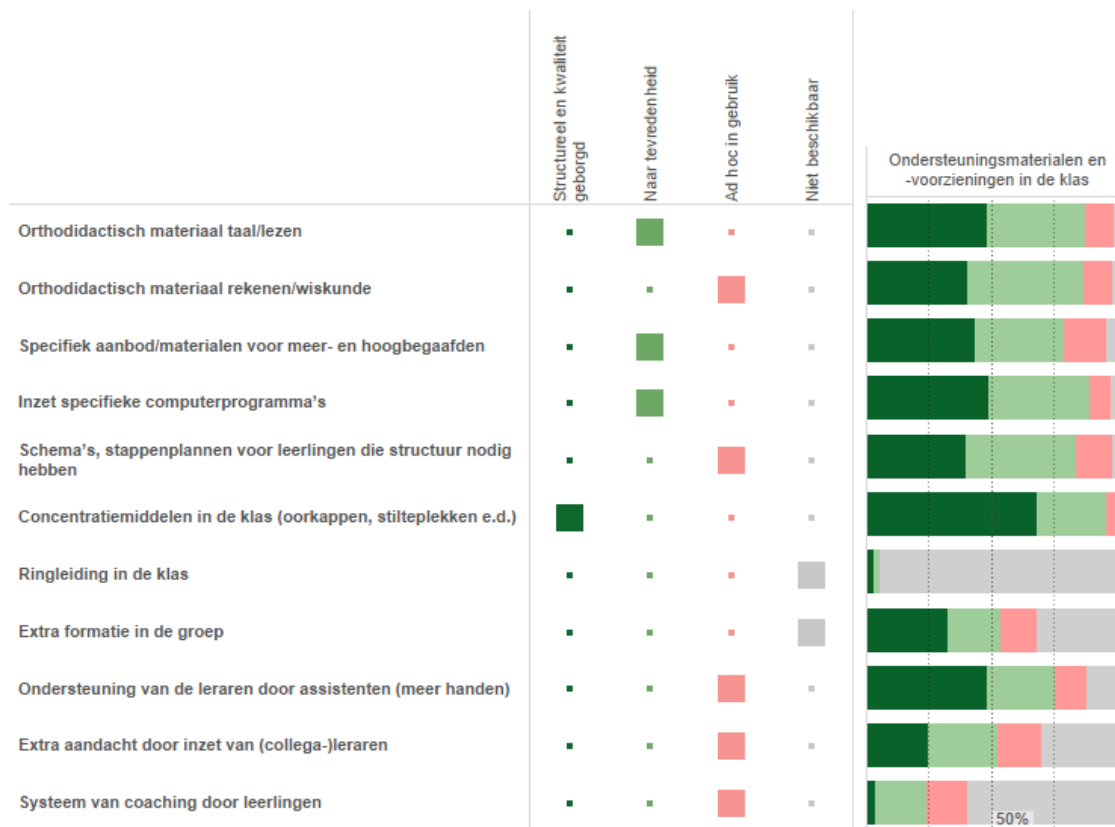 Structureel en kwaliteit
geborgd
Naar tevredenheid
Ad hoc in gebruik
Niet beschikbaar
Ondersteuningsmaterialen en
-voorzieningen in de klas
Orthodidactisch materiaal taal/lezen
Orthodidactisch materiaal rekenen/wiskunde
Specifiek aanbod/materialen voor meer- en hoogbegaafden
Inzet specifieke computerprogramma's
Schema's, stappenplannen voor leerlingen die structuur nodig
hebben
Concentratiemiddelen in de klas (oorkappen, stilteplekken e.d.)
Ringleiding in de klas
Extra formatie in de groep
Ondersteuning van de leraren door assistenten (meer handen)
Extra aandacht door inzet van (collega-)leraren
Systeem van coaching door leerlingen
50%